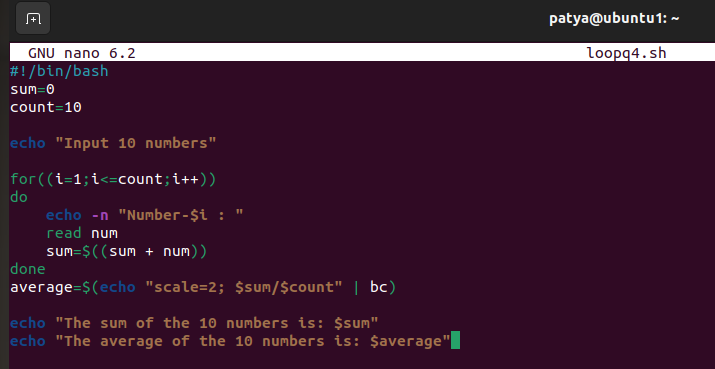 patya@ubuntu1: ~
GNU nano 6.2 loopq4.sh
#!/bin/bash
sum=0
count=10

echo "Input 10 numbers"

for((i=1;i<=count;i++))
do
    echo -n "Number-$i : "
    read num
    sum=$((sum + num))
done
average=$(echo "scale=2; $sum/$count" | bc)

echo "The sum of the 10 numbers is: $sum"
echo "The average of the 10 numbers is: $average"